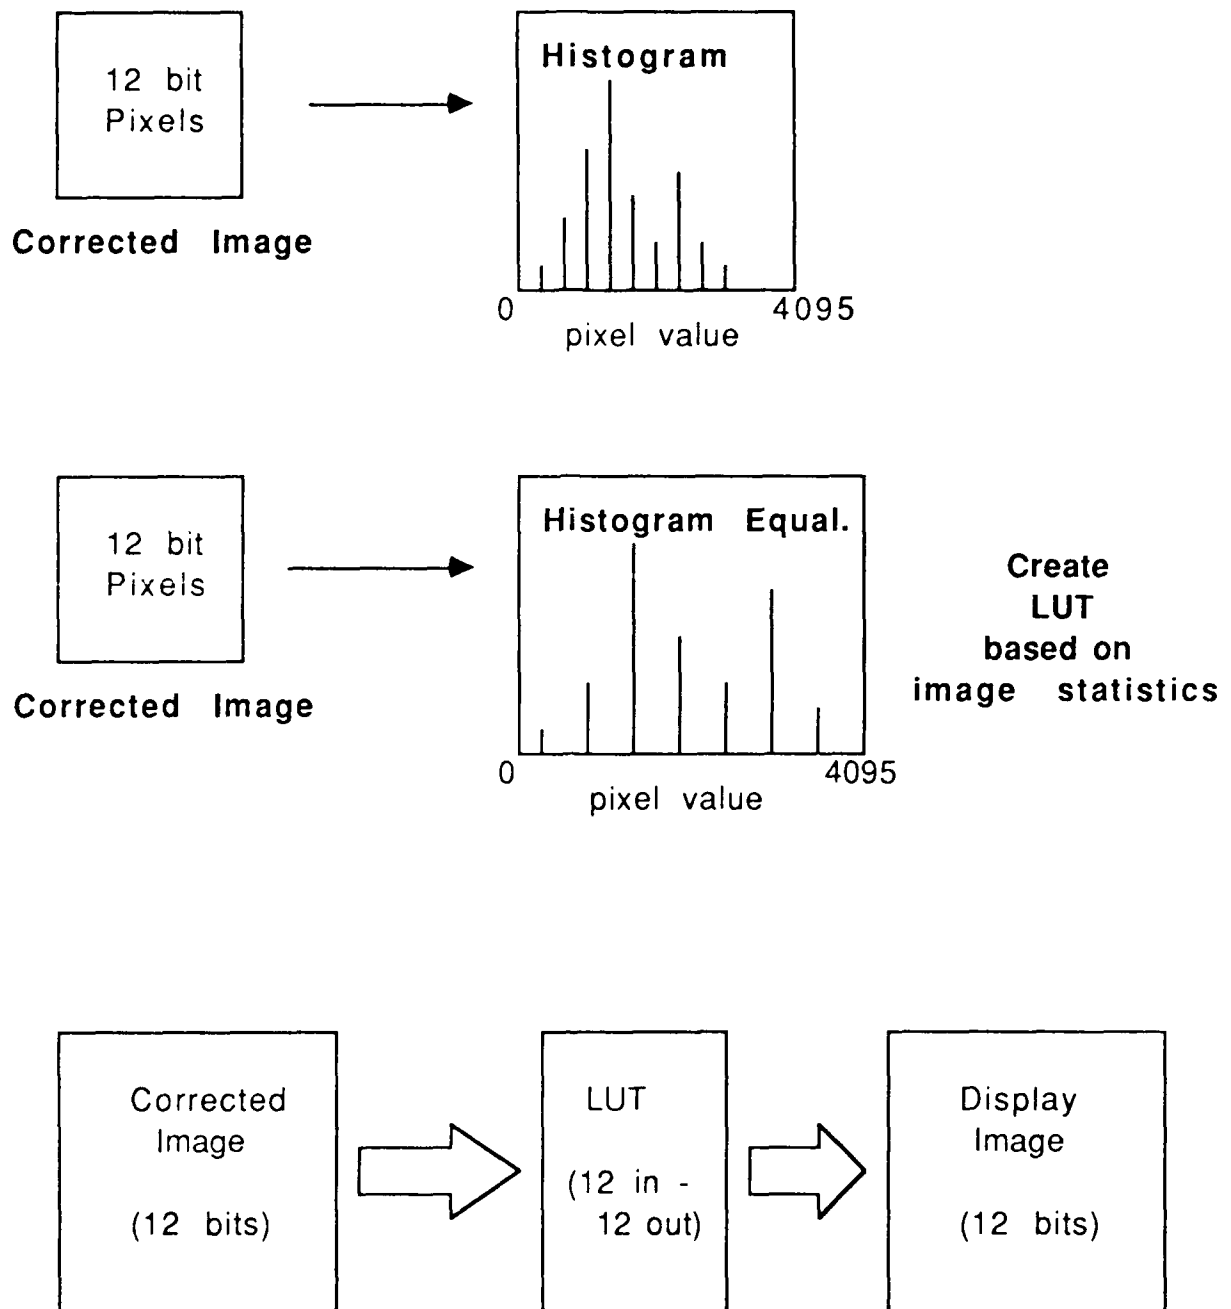 12 bit
Pixels
Corrected Image
Histogram
0
4095
pixel value
12 bit
Pixels
Corrected Image
Histogram Equal.
0
4095
pixel value
Create
LUT
based on
image statistics
Corrected
Image
(12 bits)
LUT
(12 in -
12 out)
Display
Image
(12 bits)